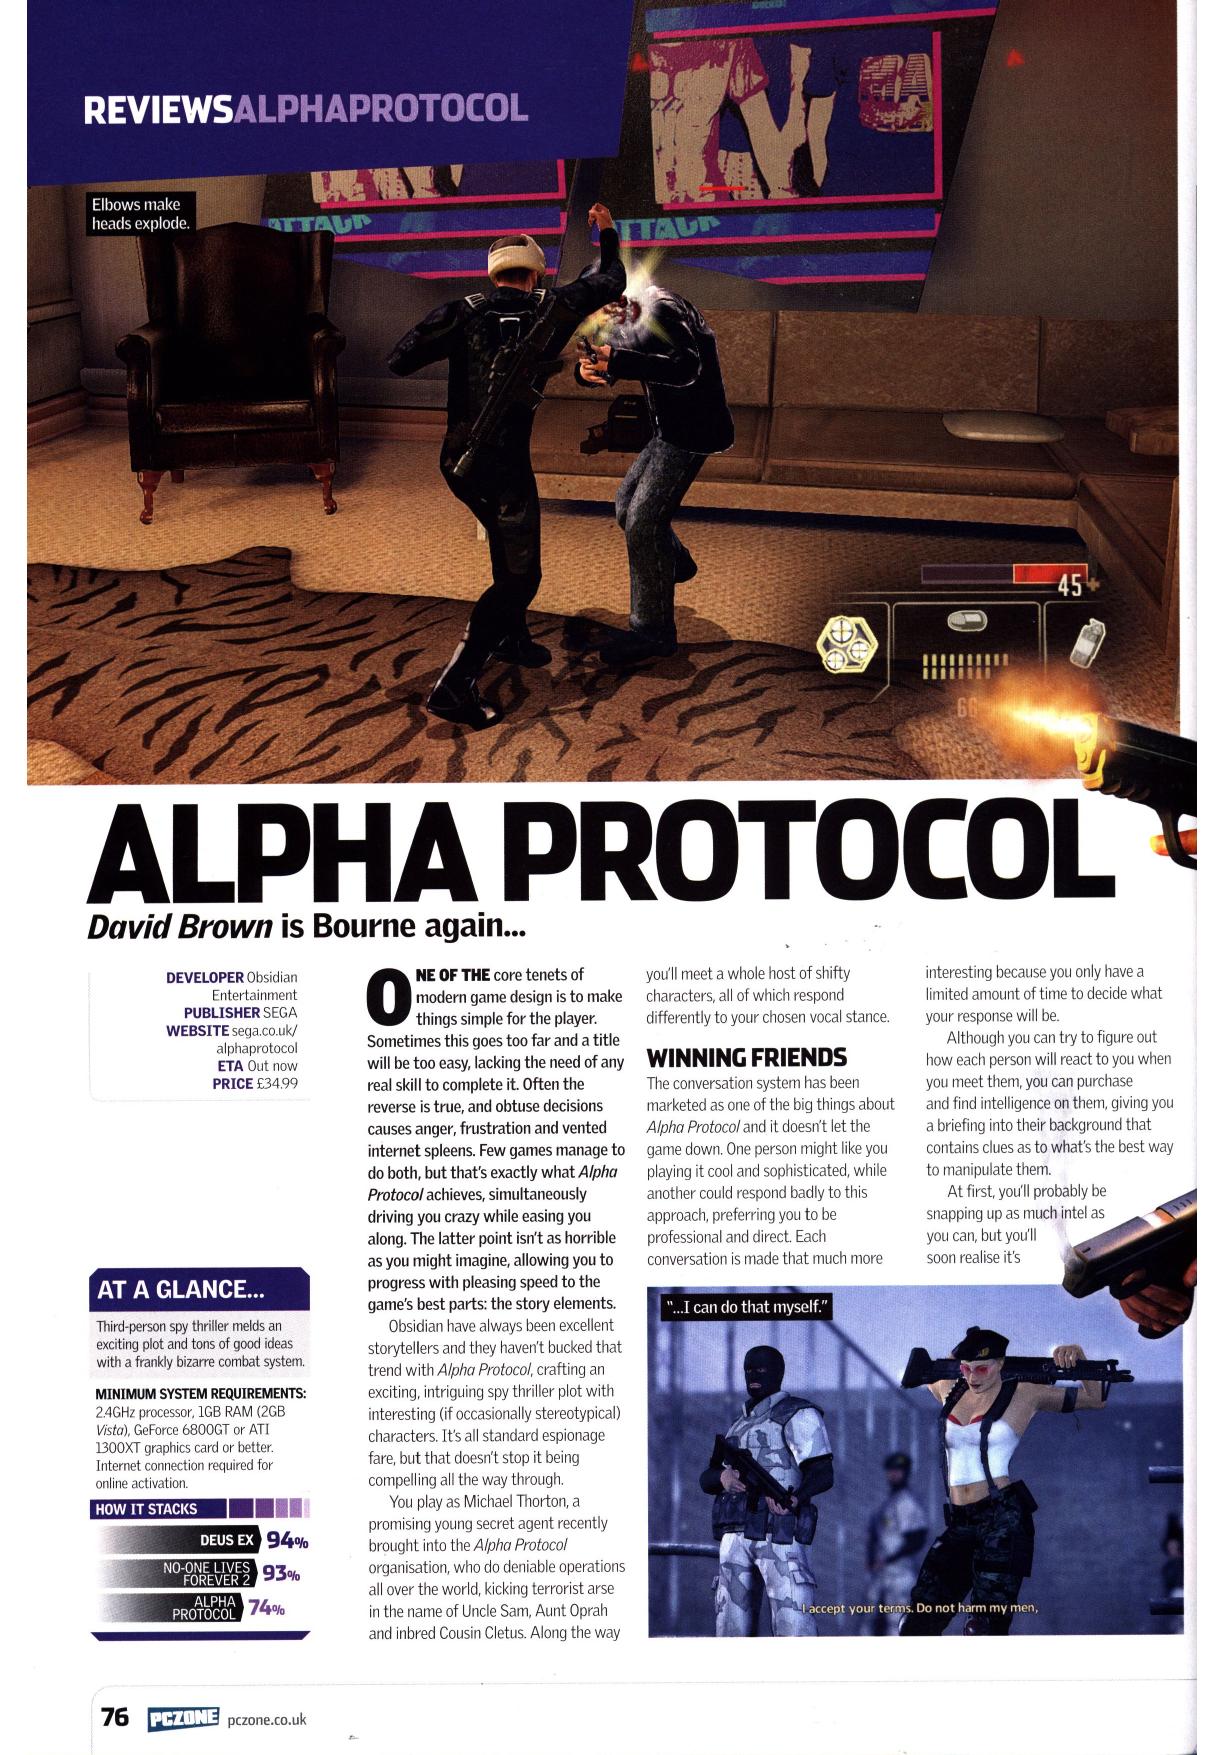 REVIEWSALPHAPROTOCOL
Elbows make
heads explode.
ATTACK
ATTACK
45+
66
ALPHA PROTOCOL
David Brown is Bourne again...
DEVELOPER Obsidian
Entertainment
PUBLISHER SEGA
WEBSITE sega.co.uk/
alphaprotocol
ETA Out now
PRICE £34.99
AT A GLANCE...
Third-person spy thriller melds an
exciting plot and tons of good ideas
with a frankly bizarre combat system.
MINIMUM SYSTEM REQUIREMENTS:
2.4GHz processor, 1GB RAM (2GB
Vista), GeForce 6800GT or ATI
1300XT graphics card or better.
Internet connection required for
online activation.
HOW IT STACKS
DEUS EX 94%
NO-ONE LIVES
FOREVER 2 93%
ALPHA
PROTOCOL 74%
ONE OF THE core tenets of
modern game design is to make
things simple for the player.
Sometimes this goes too far and a title
will be too easy, lacking the need of any
real skill to complete it. Often the
reverse is true, and obtuse decisions
causes anger, frustration and vented
internet spleens. Few games manage to
do both, but that's exactly what Alpha
Protocol achieves, simultaneously
driving you crazy while easing you
along. The latter point isn't as horrible
as you might imagine, allowing you to
progress with pleasing speed to the
game's best parts: the story elements.
Obsidian have always been excellent
storytellers and they haven't bucked that
trend with Alpha Protocol, crafting an
exciting, intriguing spy thriller plot with
interesting (if occasionally stereotypical)
characters. It's all standard espionage
fare, but that doesn't stop it being
compelling all the way through.
You play as Michael Thorton, a
promising young secret agent recently
brought into the Alpha Protocol
organisation, who do deniable operations
all over the world, kicking terrorist arse
in the name of Uncle Sam, Aunt Oprah
and inbred Cousin Cletus. Along the way
you'll meet a whole host of shifty
characters, all of which respond
differently to your chosen vocal stance.
WINNING FRIENDS
The conversation system has been
marketed as one of the big things about
Alpha Protocol and it doesn't let the
game down. One person might like you
playing it cool and sophisticated, while
another could respond badly to this
approach, preferring you to be
professional and direct. Each
conversation is made that much more
interesting because you only have a
limited amount of time to decide what
your response will be.
Although you can try to figure out
how each person will react to you when
you meet them, you can purchase
and find intelligence on them, giving you
a briefing into their background that
contains clues as to what's the best way
to manipulate them.
At first, you'll probably be
snapping up as much intel as
you can, but you'll
soon realise it's
"...I can do that myself."
I accept your terms. Do not harm my men,
76 PCZONE pczone.co.uk